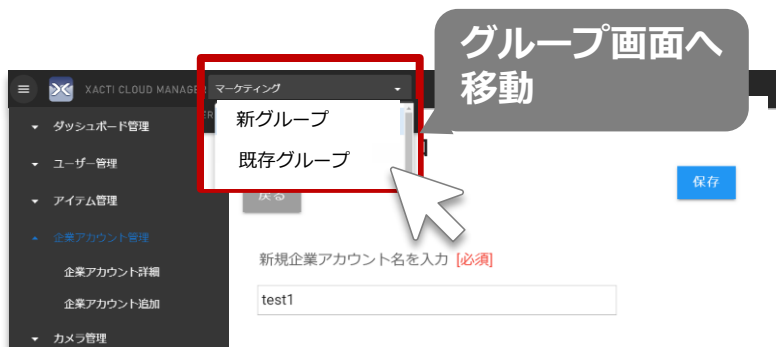 グループ画面へ
移動
XACTI CLOUD MANAGER
マーケティング
新グループ
既存グループ
ダッシュボード管理
ユーザー管理
アイテム管理
企業アカウント管理
企業アカウント詳細
企業アカウント追加
カメラ管理
戻る
保存
新規企業アカウント名を入力 [必須]
test1